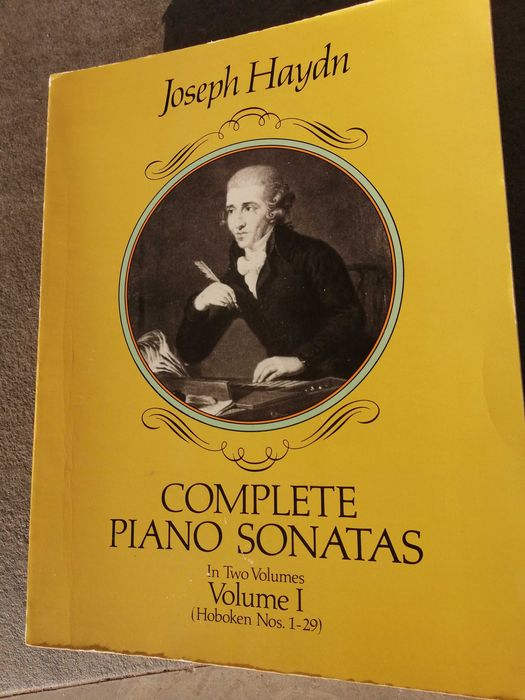 Joseph Haydn
COMPLETE
PIANO SONATAS
In Two Volumes
Volume I
(Hoboken Nos. 1-29)